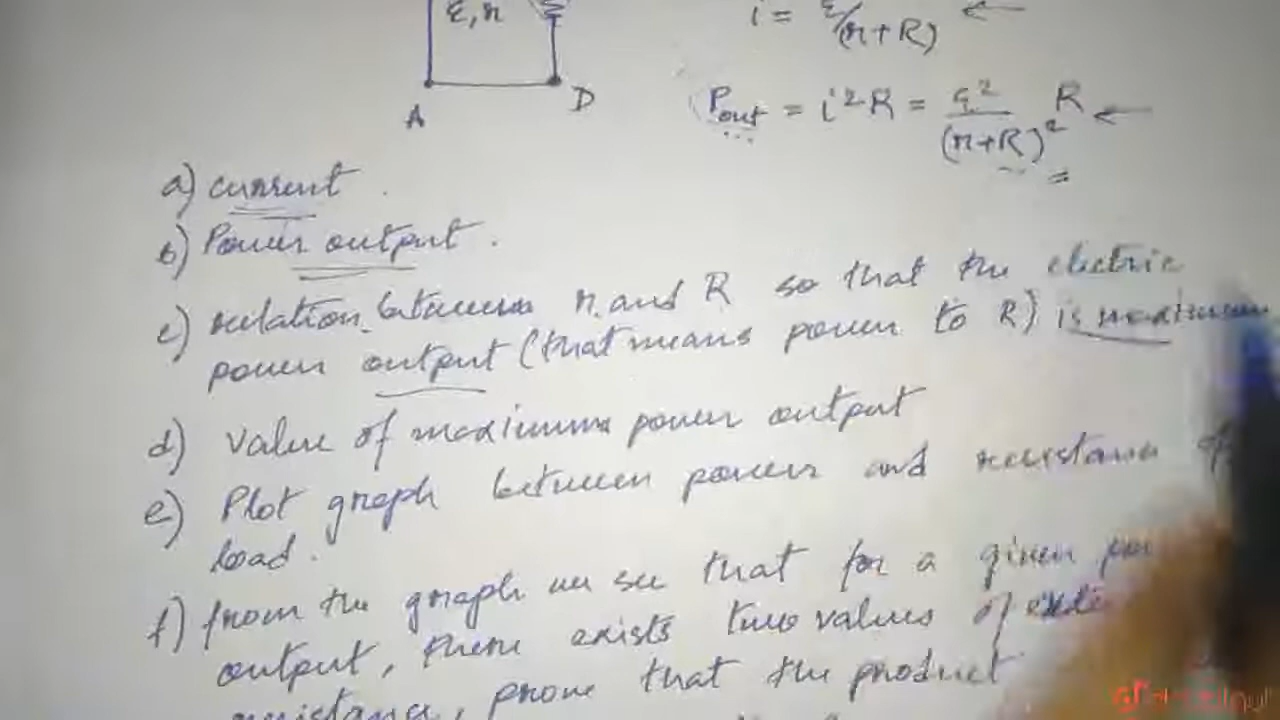 ε, r
i = ε/(r+R) ←
A
D
Pout = i²R = ε²/(r+R)² R ←
a) current.
b) Power output.
c) relation between r and R so that the electric
power output (that means power to R) is maximum
d) value of maximum power output
e) Plot graph between power and resistance of
load.
f) from the graph we see that for a given
output, there exists two values of
resistance, prove that the product